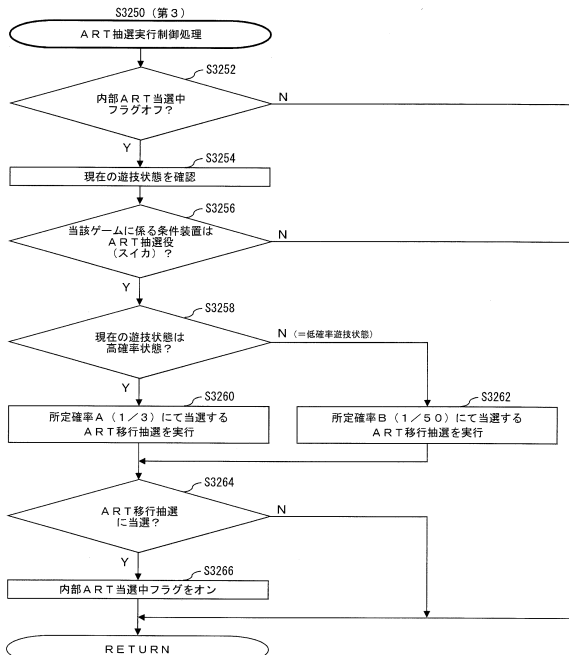 S3250（第３）
ＡＲＴ抽選実行制御処理
S3252
内部ＡＲＴ当選中
フラグオフ？
N
Y
S3254
現在の遊技状態を確認
S3256
当該ゲームに係る条件装置は
ＡＲＴ抽選役
（スイカ）？
N
Y
S3258
現在の遊技状態は
高確率状態？
N（＝低確率遊技状態）
Y
S3260
所定確率Ａ（１／３）にて当選する
ＡＲＴ移行抽選を実行
S3262
所定確率Ｂ（１／５０）にて当選する
ＡＲＴ移行抽選を実行
S3264
ＡＲＴ移行抽選
に当選？
N
Y
S3266
内部ＡＲＴ当選中フラグをオン
ＲＥＴＵＲＮ